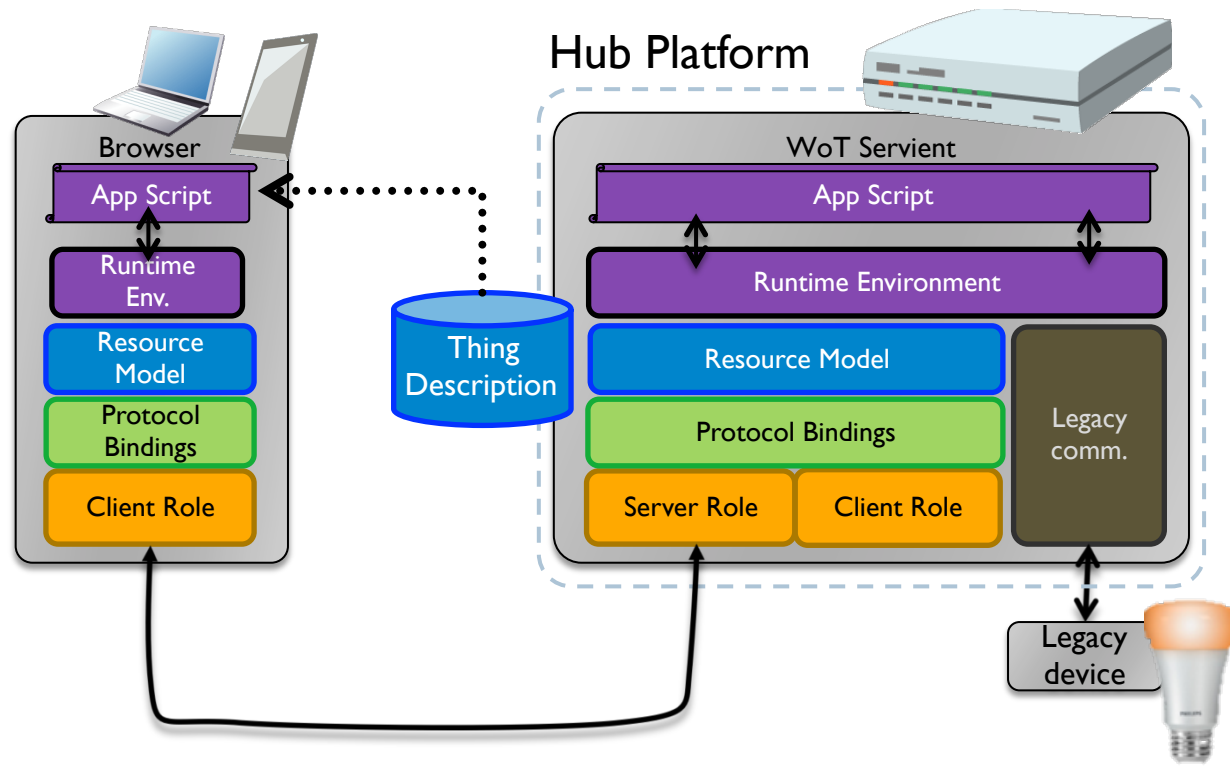 Hub Platform
Browser
App Script
Runtime
Env.
Resource
Model
Protocol
Bindings
Client Role
Thing
Description
WoT Servient
App Script
Runtime Environment
Resource Model
Protocol Bindings
Server Role
Client Role
Legacy
comm.
Legacy
device
PHILIPS